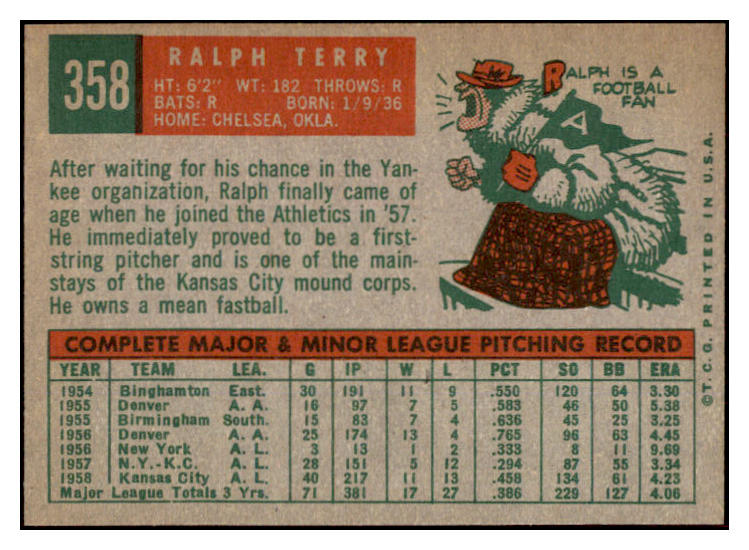 358
RALPH TERRY
HT: 6'2" WT: 182 THROWS: R
BATS: R BORN: 1/9/36
HOME: CHELSEA, OKLA.
RALPH IS A
FOOTBALL
FAN
A
After waiting for his chance in the Yan-
kee organization, Ralph finally came of
age when he joined the Athletics in '57.
He immediately proved to be a first-
string pitcher and is one of the main-
stays of the Kansas City mound corps.
He owns a mean fastball.
COMPLETE MAJOR & MINOR LEAGUE PITCHING RECORD
YEAR TEAM LEA. G IP W L PCT SO BB ERA
1954 Binghamton East. 30 191 11 9 .550 120 64 3.30
1955 Denver A. A. 16 97 7 5 .583 46 50 5.38
1955 Birmingham South. 15 83 7 4 .636 45 25 3.25
1956 Denver A. A. 25 174 13 4 .765 96 63 4.45
1956 New York A. L. 3 13 1 2 .333 8 11 9.69
1957 N.Y.-K.C. A. L. 28 151 5 12 .294 87 55 3.34
1958 Kansas City A. L. 40 217 11 13 .458 134 61 4.23
Major League Totals 3 Yrs. 71 381 17 27 .386 229 127 4.06
©T.C.G. PRINTED IN U.S.A.